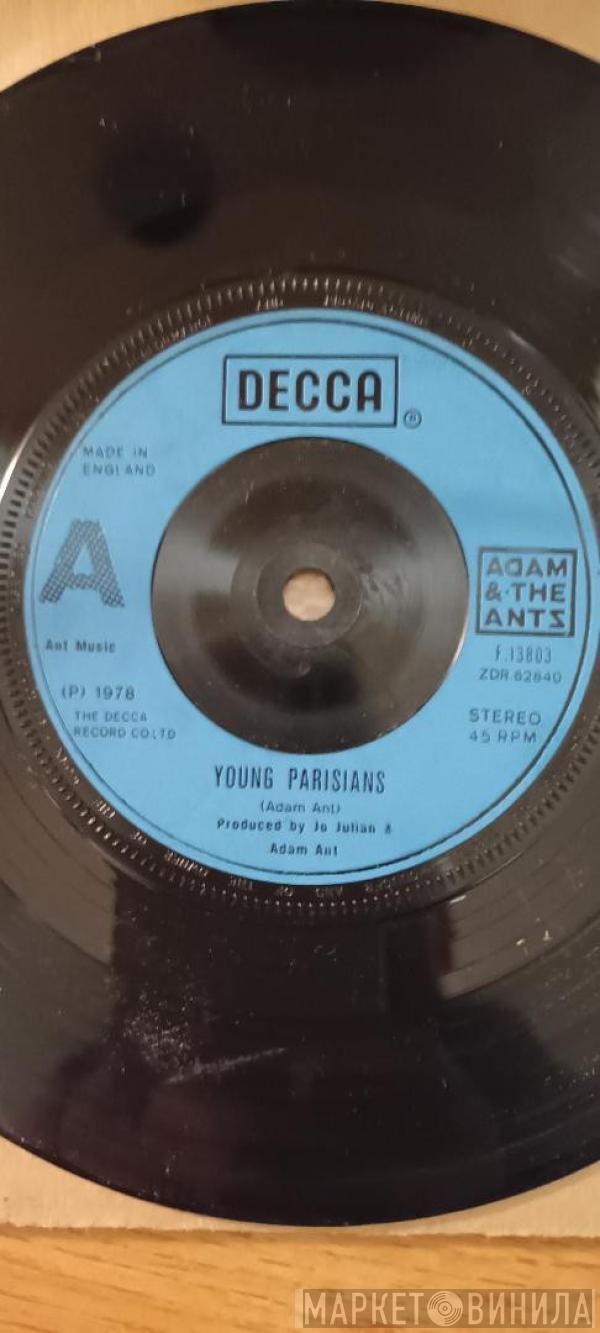 DECCA
®
MADE IN
ENGLAND
A
ADAM
& THE
ANTS
Ant Music
F.13803
ZDR.62840
(P) 1978
THE DECCA
RECORD CO.LTD
STEREO
45 RPM
YOUNG PARISIANS
(Adam Ant)
Produced by Jo Julian &
Adam Ant
МАРКЕТ ВИНИЛА